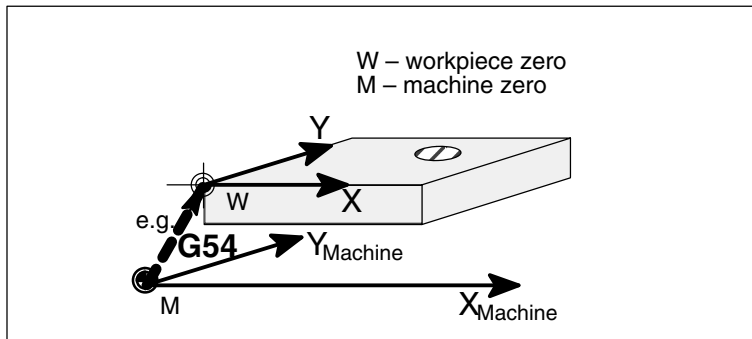 W – workpiece zero
M – machine zero
Y
W
X
e.g.
G54
YMachine
M
XMachine